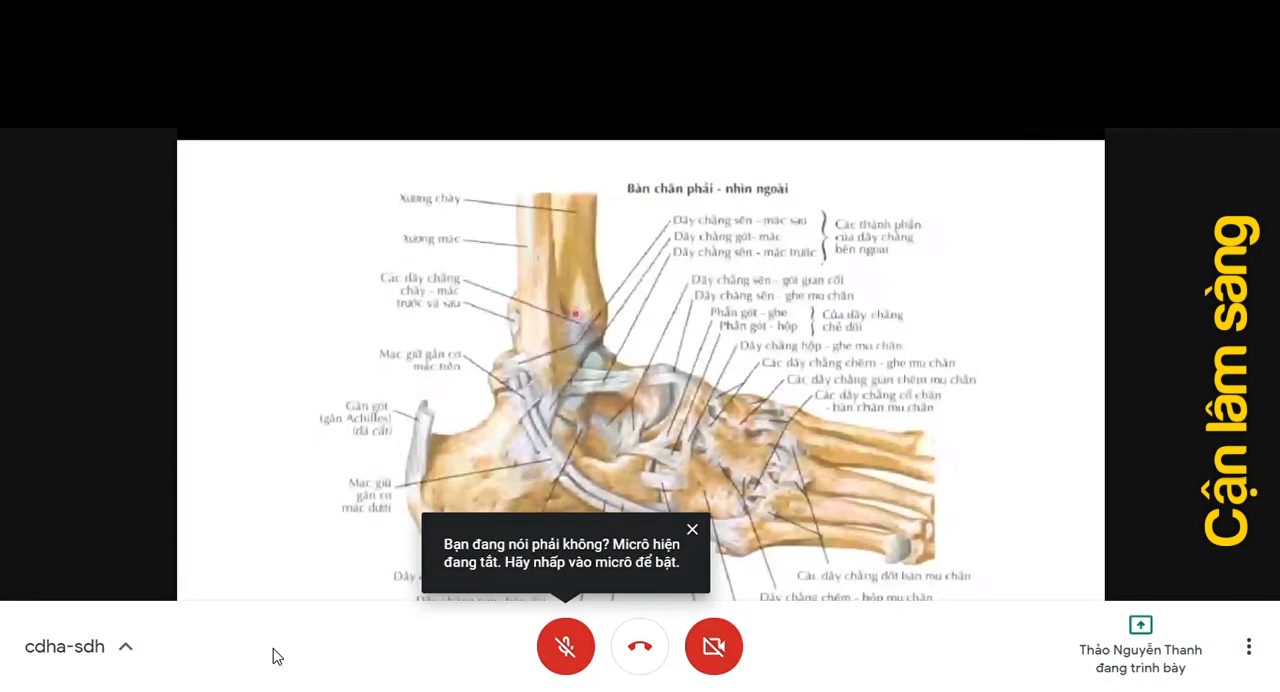 Bàn chân phải - nhìn ngoài
Xương chày
Xương mác
Các dây chằng
chày - mác
trước và sau
Mạc giữ gân cơ
mác trên
Gân gót
(gân Achilles)
(đã cắt)
Mạc giữ
gân cơ
mác dưới
Dây chằng sên - mác sau
Dây chằng gót - mác
Dây chằng sên - mác trước
Các thành phần
của dây chằng
bên ngoài
Dây chằng sên - gót gian cốt
Dây chằng sên - ghe mu chân
Phần gót - ghe
Phần gót - hộp
Của dây chằng
chẻ đôi
Dây chằng hộp - ghe mu chân
Các dây chằng chêm - ghe mu chân
Các dây chằng gian chêm mu chân
Các dây chằng cổ chân
- bàn chân mu chân
Các dây chằng đốt bàn mu chân
Dây chằng chêm - hộp mu chân
Dây
Bạn đang nói phải không? Micrô hiện
đang tắt. Hãy nhấp vào micrô để bật.
cdha-sdh
Thảo Nguyễn Thanh
đang trình bày
Cận lâm sàng